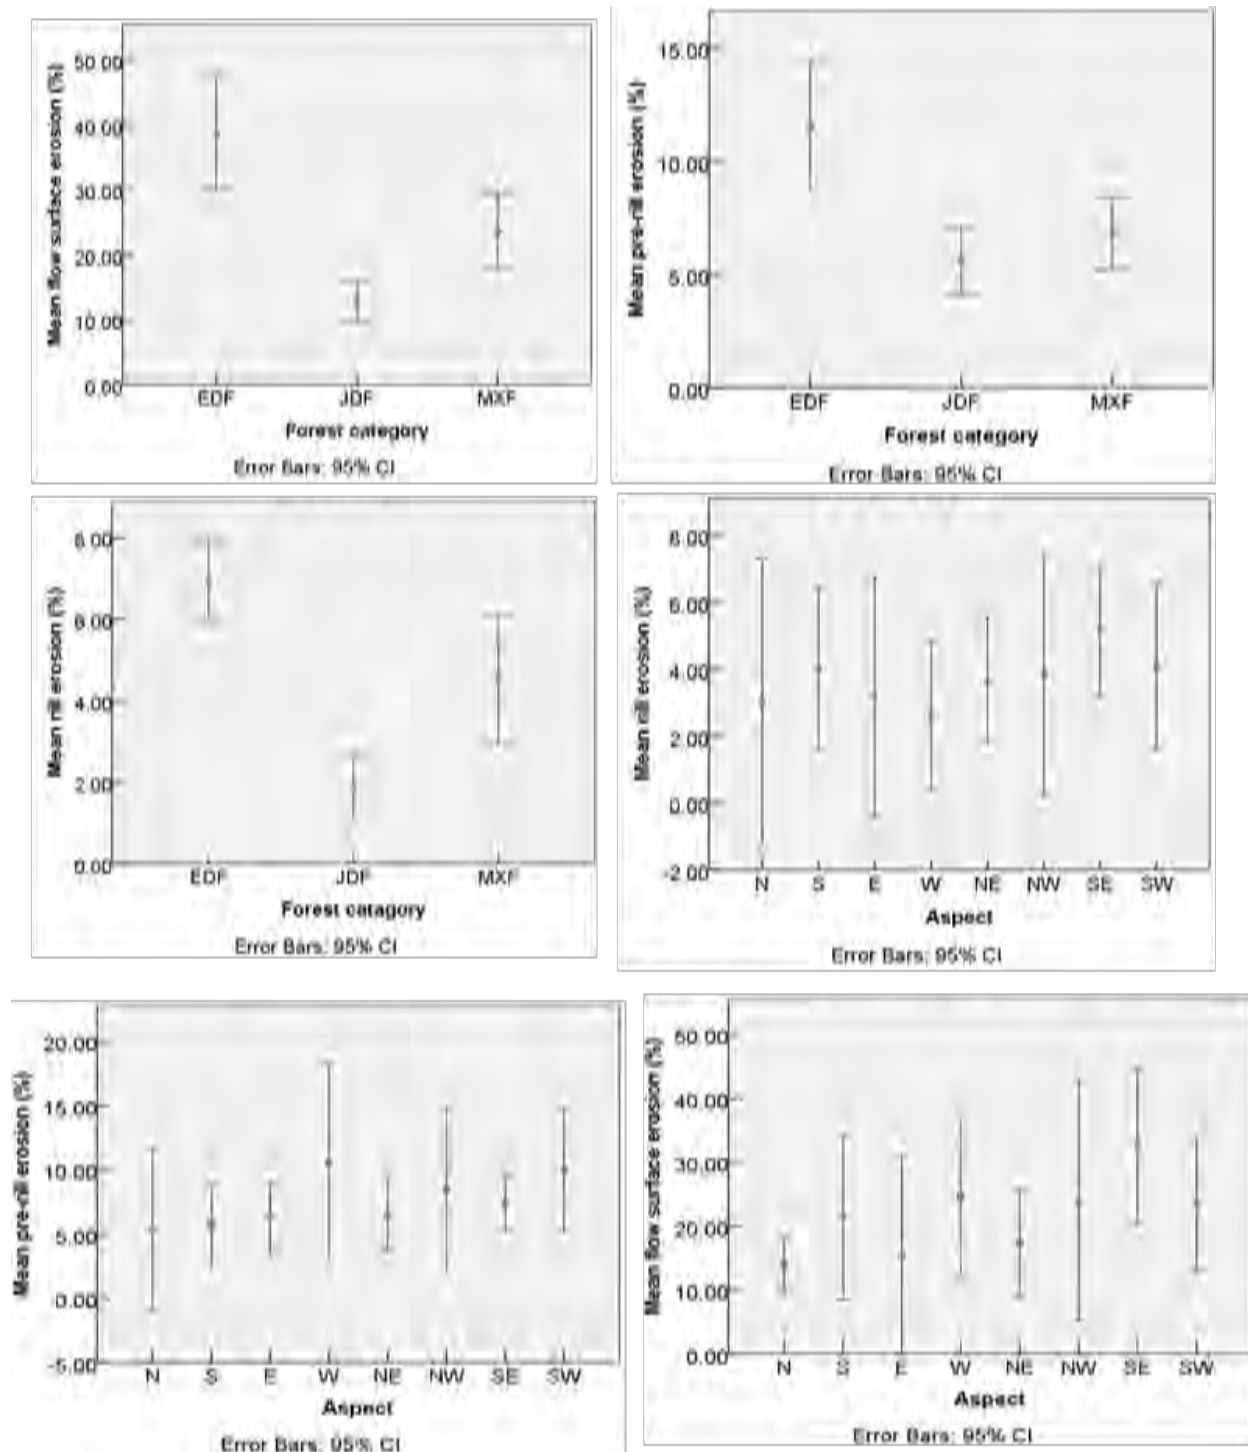 Mean flow surface erosion (%)
50.00
40.00
30.00
20.00
10.00
0.00
EDF JDF MXF
Forest category
Error Bars: 95% CI
Mean pre-rill erosion (%)
15.00
10.00
5.00
0.00
EDF JDF MXF
Forest category
Error Bars: 95% CI
Mean rill erosion (%)
8.00
6.00
4.00
2.00
0.00
EDF JDF MXF
Forest catagory
Error Bars: 95% CI
Mean rill erosion (%)
8.00
6.00
4.00
2.00
0.00
-2.00
N S E W NE NW SE SW
Aspect
Error Bars: 95% CI
Mean pre-rill erosion (%)
20.00
15.00
10.00
5.00
0.00
-5.00
N S E W NE NW SE SW
Aspect
Error Bars: 95% CI
Mean flow surface erosion (%)
50.00
40.00
30.00
20.00
10.00
0.00
N S E W NE NW SE SW
Aspect
Error Bars: 95% CI